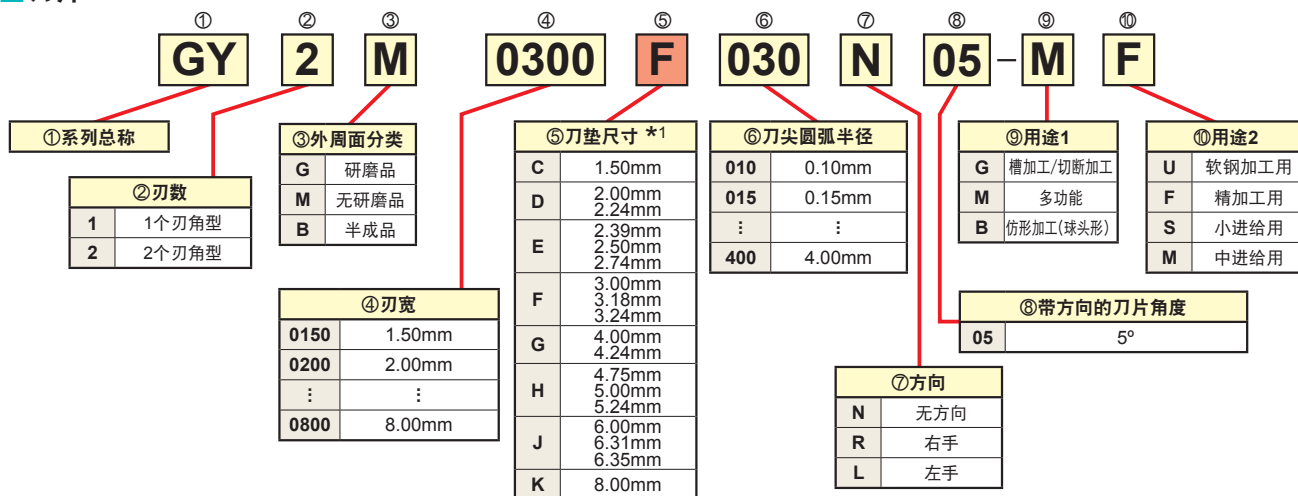 ① ② ③ ④ ⑤ ⑥ ⑦ ⑧ ⑨ ⑩
GY 2 M 0300 F 030 N 05 - M F
①系列总称
②刃数
1 1个刃角型
2 2个刃角型
③外周面分类
G 研磨品
M 无研磨品
B 半成品
④刃宽
0150 1.50mm
0200 2.00mm
⋮ ⋮
0800 8.00mm
⑤刀垫尺寸 *1
C 1.50mm
D 2.00mm
2.24mm
E 2.39mm
2.50mm
2.74mm
F 3.00mm
3.18mm
3.24mm
G 4.00mm
4.24mm
H 4.75mm
5.00mm
5.24mm
J 6.00mm
6.31mm
6.35mm
K 8.00mm
⑥刀尖圆弧半径
010 0.10mm
015 0.15mm
⋮ ⋮
400 4.00mm
⑦方向
N 无方向
R 右手
L 左手
⑧带方向的刀片角度
05 5º
⑨用途1
G 槽加工/切断加工
M 多功能
B 仿形加工(球头形)
⑩用途2
U 软钢加工用
F 精加工用
S 小进给用
M 中进给用